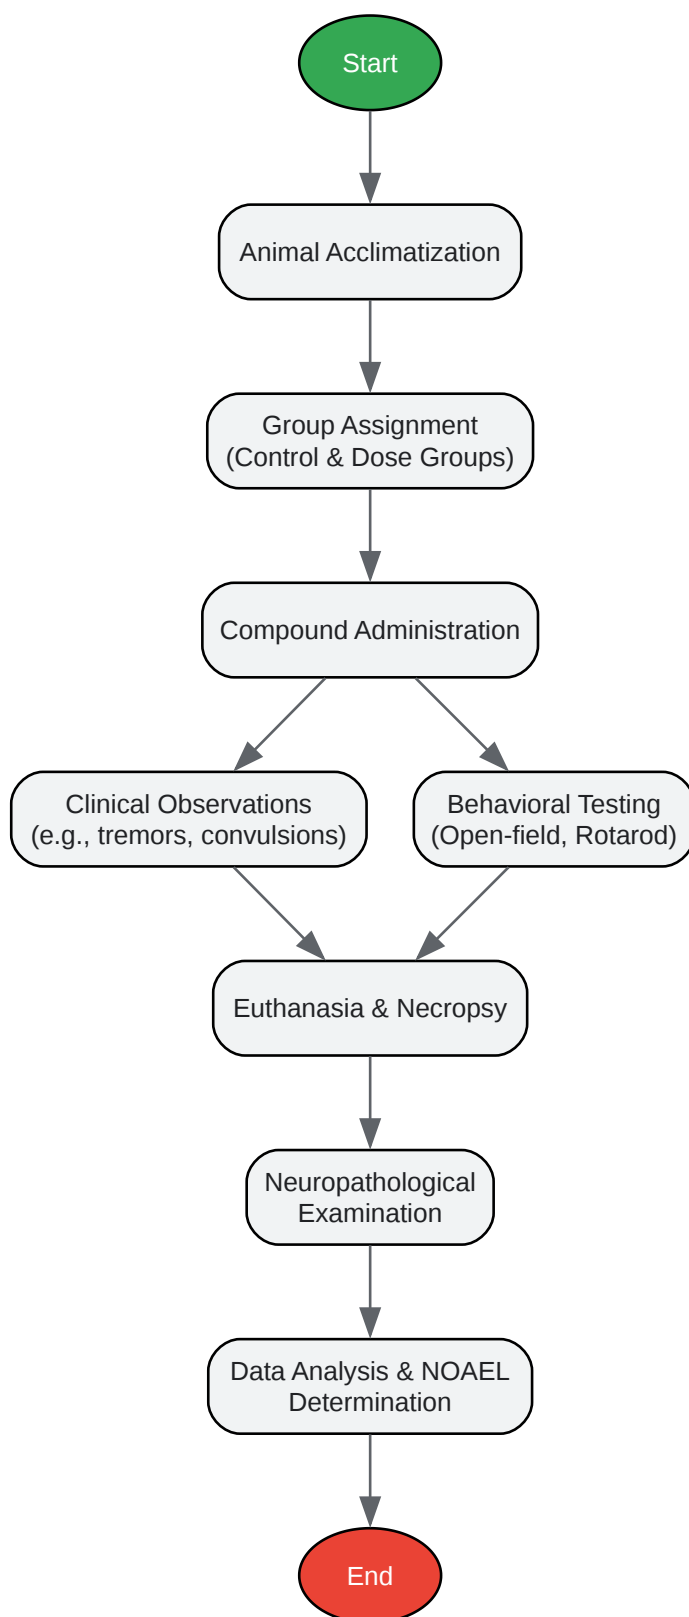 Start
Animal Acclimatization
Group Assignment
(Control & Dose Groups)
Compound Administration
Clinical Observations
(e.g., tremors, convulsions)
Behavioral Testing
(Open-field, Rotarod)
Euthanasia & Necropsy
Neuropathological
Examination
Data Analysis & NOAEL
Determination
End